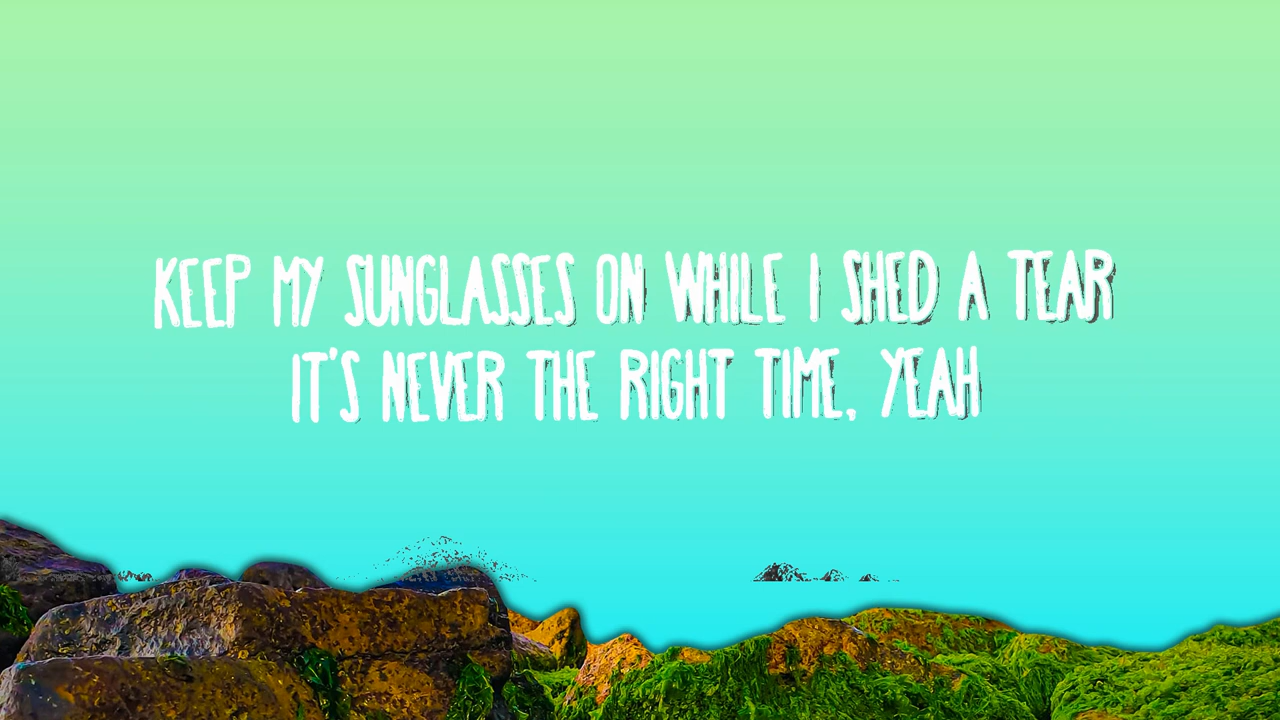 KEEP MY SUNGLASSES ON WHILE I SHED A TEAR
IT'S NEVER THE RIGHT TIME, YEAH